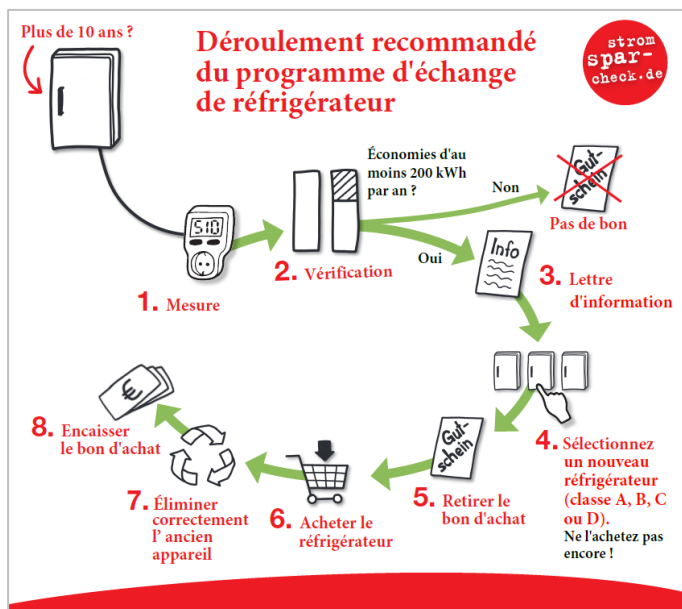 Plus de 10 ans ?
Déroulement recommandé
du programme d'échange
de réfrigérateur
strom
spar-
check.de
Économies d'au
moins 200 kWh
par an ?
Non
Gut-
schein
Pas de bon
Oui
510
1. Mesure
2. Vérification
Info
3. Lettre
d'information
4. Sélectionnez
un nouveau
réfrigérateur
(classe A, B, C
ou D).
Ne l'achetez pas
encore !
Gut-
schein
5. Retirer le
bon d'achat
6. Acheter le
réfrigérateur
7. Éliminer
correctement
l' ancien
appareil
€
8. Encaisser
le bon d'achat